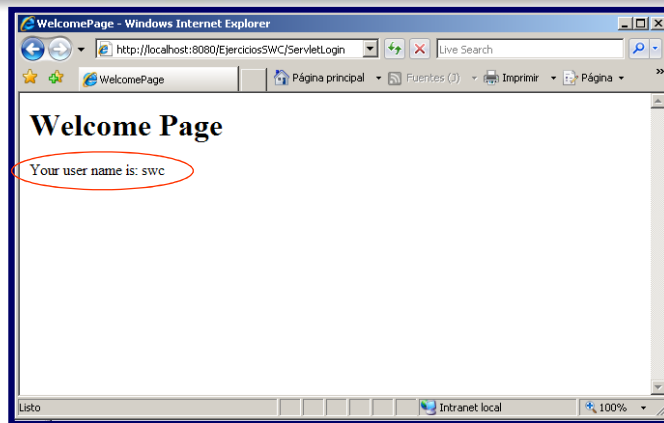 WelcomePage - Windows Internet Explorer
http://localhost:8080/EjerciciosSWC/ServletLogin Live Search
WelcomePage Página principal Fuentes (J) Imprimir Página »
Welcome Page
Your user name is: swc
Listo Intranet local 100%